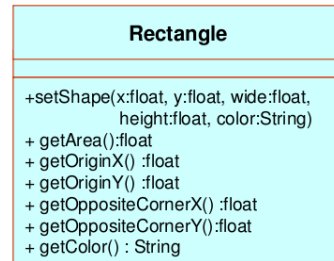 Rectangle
+setShape(x:float, y:float, wide:float,
height:float, color:String)
+ getArea():float
+ getOriginX() :float
+ getOriginY() :float
+ getOppositeCornerX() :float
+ getOppositeCornerY():float
+ getColor() : String